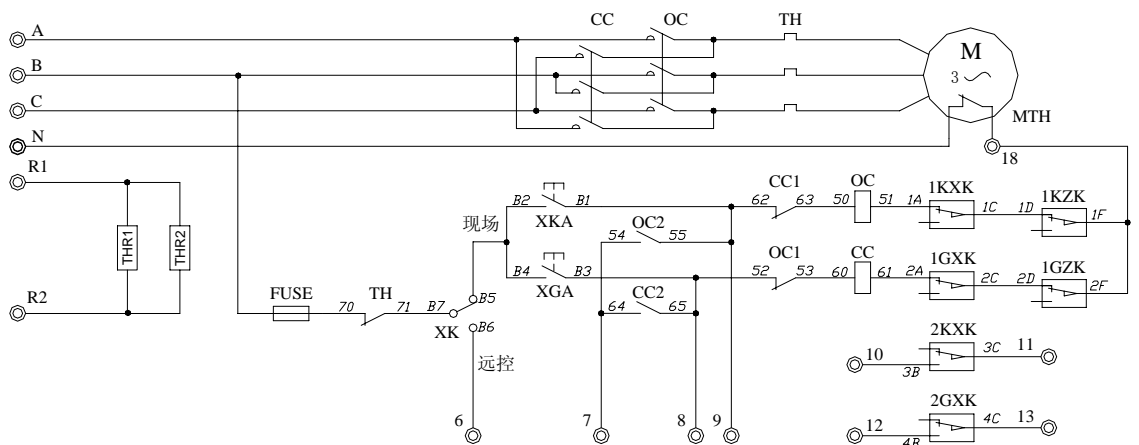 A CC OC TH
B M
3
C
N MTH
R1 18
B2 B1 62 CC1 63 50 OC 51 1A 1KXK 1C 1D 1KZK 1F
现场 XKA
54 OC2 55
THR1 THR2
B4 B3 52 OC1 53 60 CC 61 2A 1GXK 2C 2D 1GZK 2F
XGA
R2 FUSE 70 TH 71 B7 B5 64 CC2 65
XK B6
2KXK
远控 10 3B 3C 11
6 7 8 9
2GXK
12 4B 4C 13